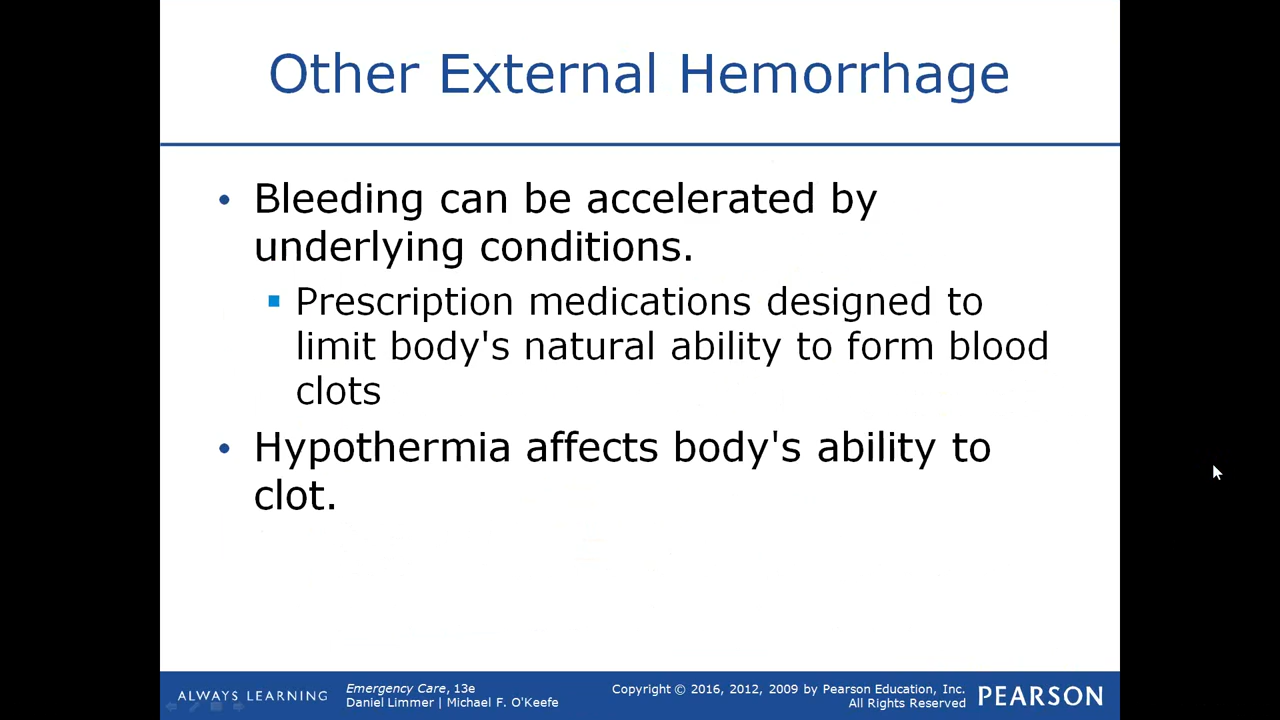 Other External Hemorrhage
• Bleeding can be accelerated by
underlying conditions.
▪ Prescription medications designed to
limit body's natural ability to form blood
clots
• Hypothermia affects body's ability to
clot.
ALWAYS LEARNING
Emergency Care, 13e
Daniel Limmer | Michael F. O'Keefe
Copyright © 2016, 2012, 2009 by Pearson Education, Inc.
All Rights Reserved
PEARSON